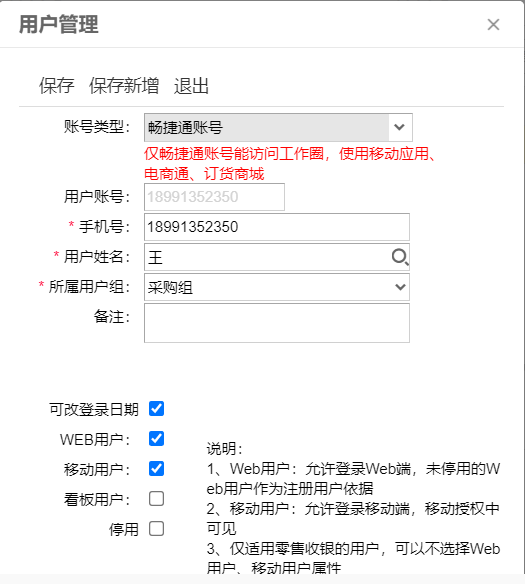 用户管理
保存 保存新增 退出
账号类型： 畅捷通账号
仅畅捷通账号能访问工作圈，使用移动应用、
电商通、订货商城
用户账号： 18991352350
* 手机号： 18991352350
* 用户姓名： 王
* 所属用户组： 采购组
备注：
可改登录日期
WEB用户：
移动用户：
看板用户：
停用
说明：
1、Web用户：允许登录Web端，未停用的W
eb用户作为注册用户依据
2、移动用户：允许登录移动端，移动授权中
可见
3、仅适用零售收银的用户，可以不选择Web
用户、移动用户属性